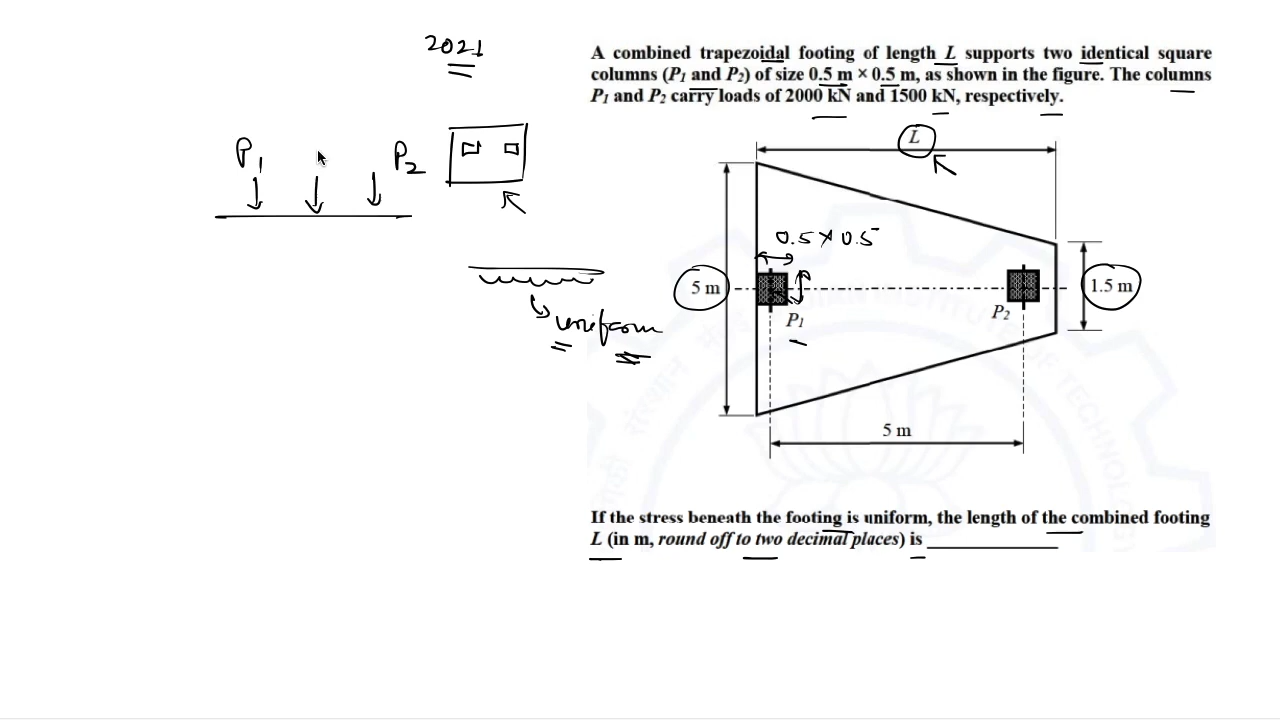 2021
A combined trapezoidal footing of length L supports two identical square
columns (P1 and P2) of size 0.5 m × 0.5 m, as shown in the figure. The columns
P1 and P2 carry loads of 2000 kN and 1500 kN, respectively.
L
P1
P2
0.5 × 0.5
5 m
1.5 m
P1
P2
uniform
5 m
If the stress beneath the footing is uniform, the length of the combined footing
L (in m, round off to two decimal places) is